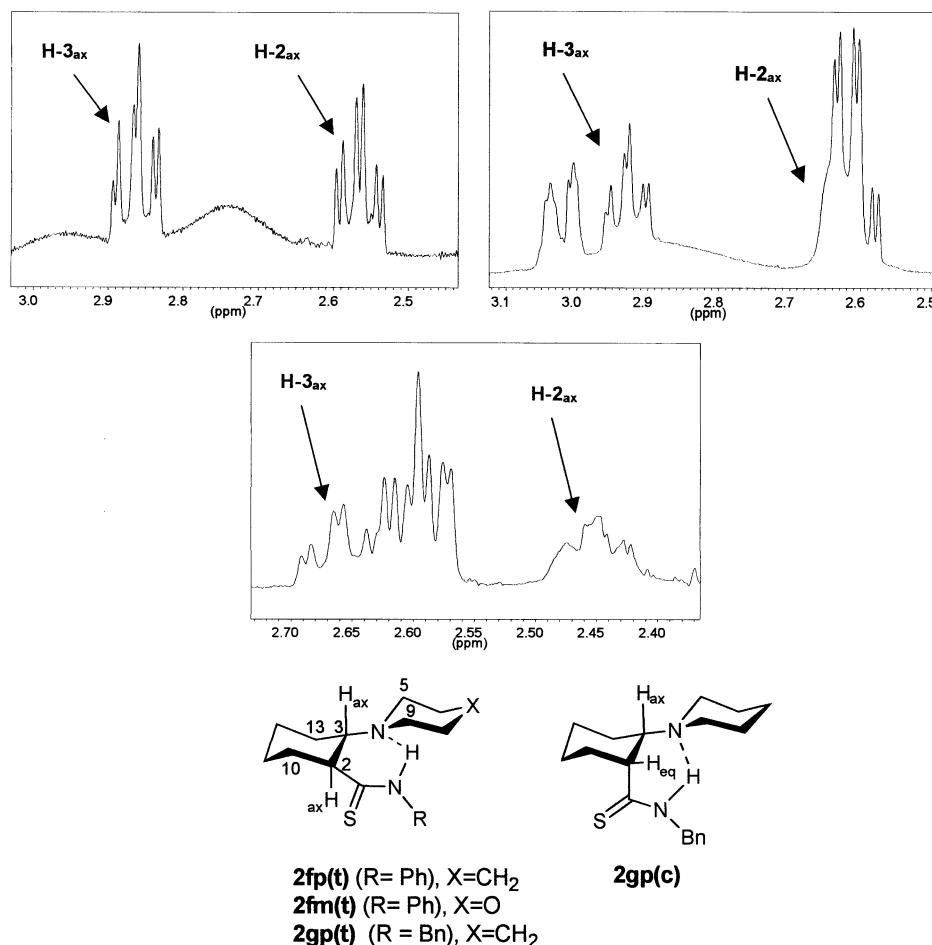 H-3ax
H-2ax
3.0 2.9 2.8 2.7 2.6 2.5
(ppm)
H-3ax
H-2ax
3.1 3.0 2.9 2.8 2.7 2.6 2.5
(ppm)
H-3ax
H-2ax
2.70 2.65 2.60 2.55 2.50 2.45 2.40
(ppm)
Hax
5
X
13
3
N
9
H
10
2
H
ax
N
S
R
Hax
N
Heq
H
S
N
Bn
2fp(t) (R= Ph), X=CH2
2fm(t) (R= Ph), X=O
2gp(t) (R = Bn), X=CH2
2gp(c)